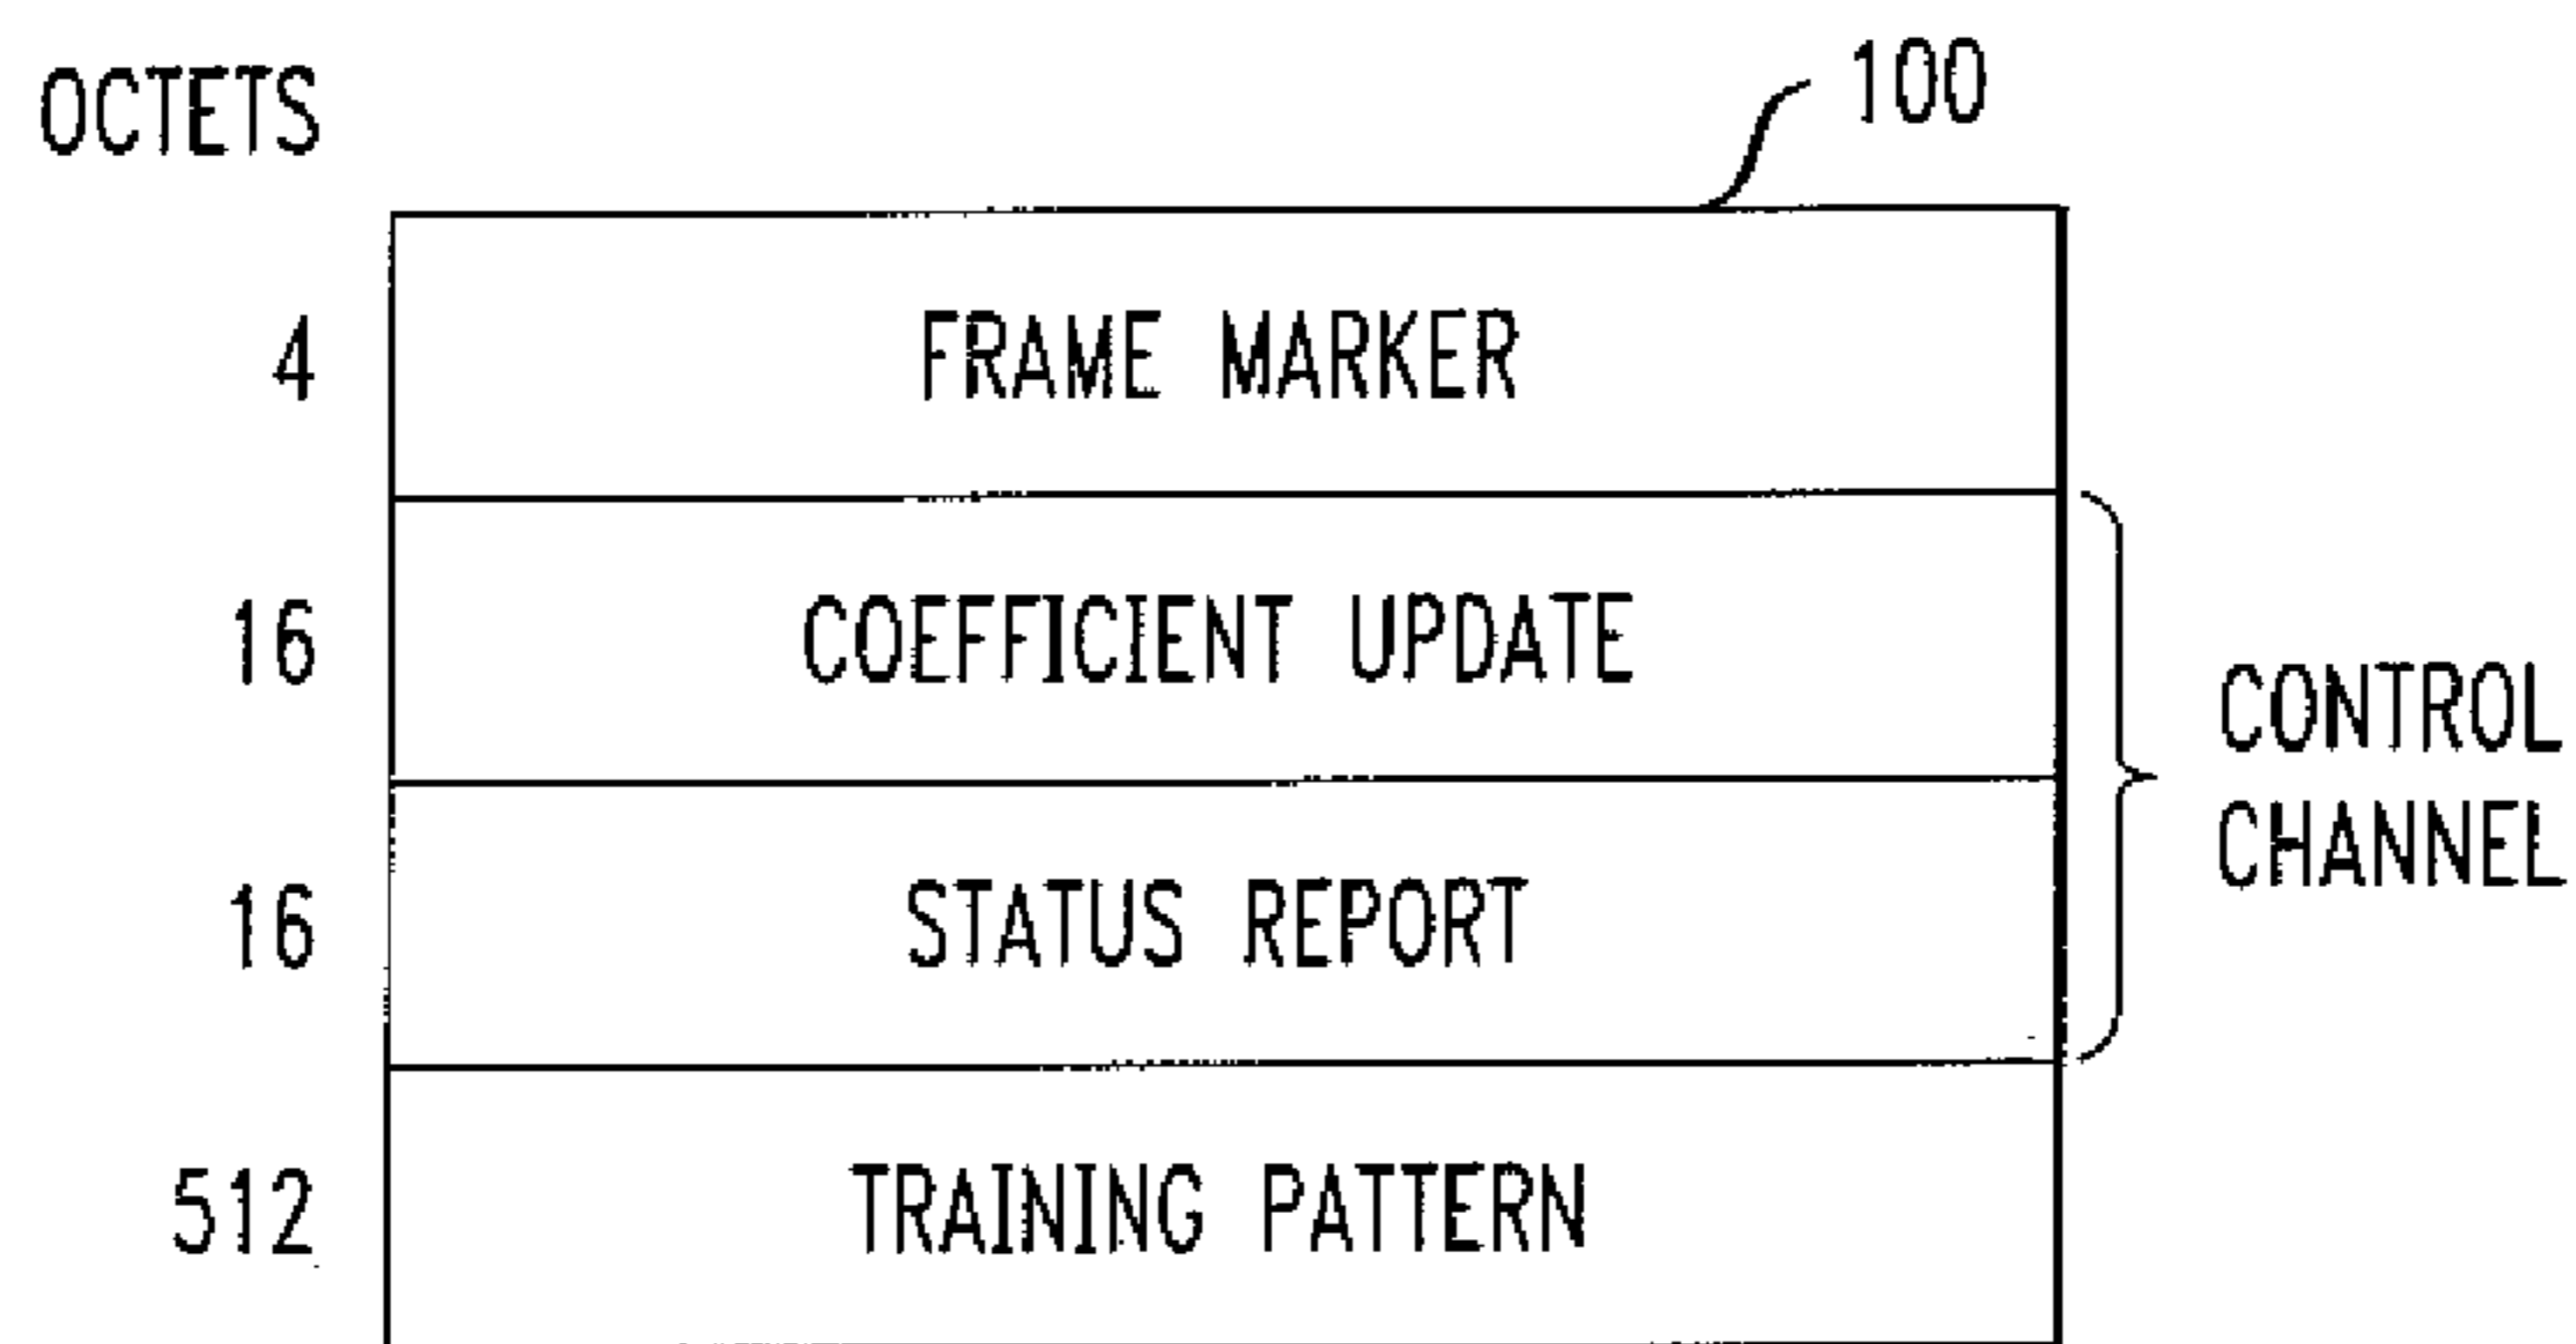 OCTETS
100
4
FRAME MARKER
16
COEFFICIENT UPDATE
CONTROL
CHANNEL
16
STATUS REPORT
512
TRAINING PATTERN